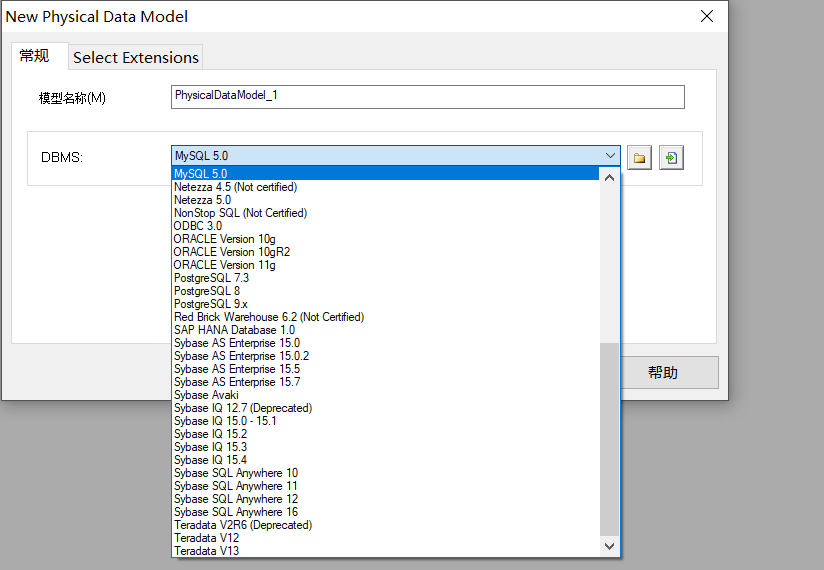 New Physical Data Model
常规
Select Extensions
模型名称(M)
PhysicalDataModel_1
DBMS:
MySQL 5.0
MySQL 5.0
Netezza 4.5 (Not certified)
Netezza 5.0
NonStop SQL (Not Certified)
ODBC 3.0
ORACLE Version 10g
ORACLE Version 10gR2
ORACLE Version 11g
PostgreSQL 7.3
PostgreSQL 8
PostgreSQL 9.x
Red Brick Warehouse 6.2 (Not Certified)
SAP HANA Database 1.0
Sybase AS Enterprise 15.0
Sybase AS Enterprise 15.0.2
Sybase AS Enterprise 15.5
Sybase AS Enterprise 15.7
Sybase Avaki
Sybase IQ 12.7 (Deprecated)
Sybase IQ 15.0 - 15.1
Sybase IQ 15.2
Sybase IQ 15.3
Sybase IQ 15.4
Sybase SQL Anywhere 10
Sybase SQL Anywhere 11
Sybase SQL Anywhere 12
Sybase SQL Anywhere 16
Teradata V2R6 (Deprecated)
Teradata V12
Teradata V13
帮助